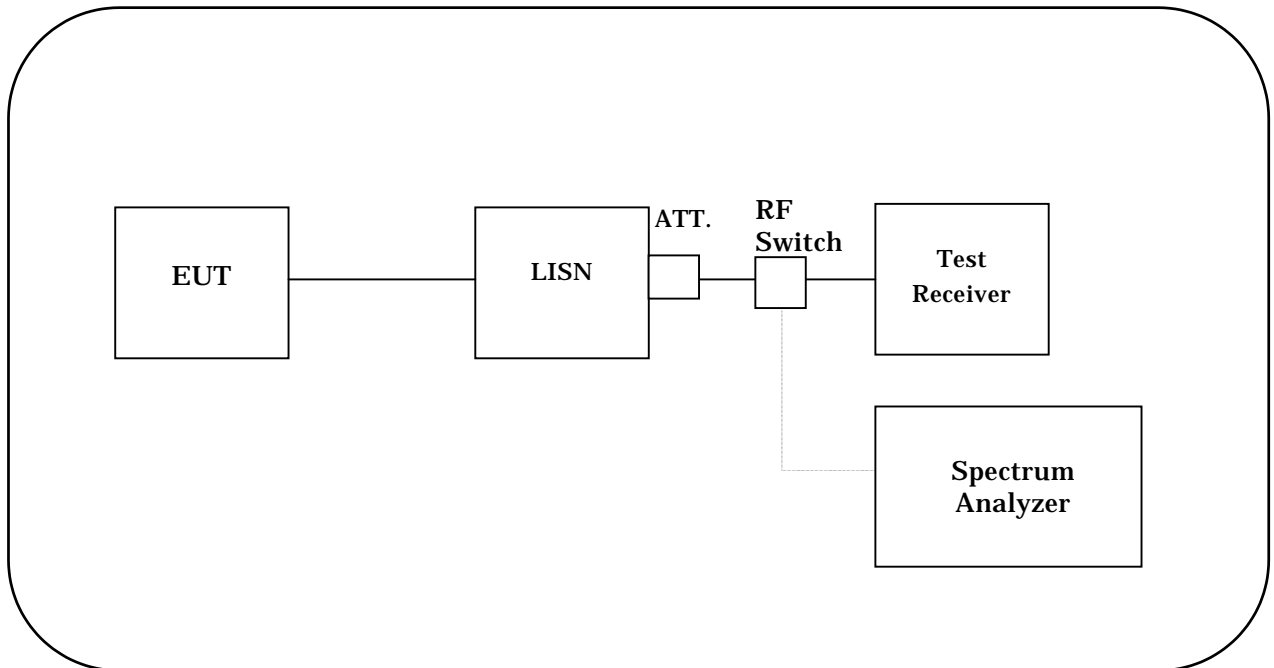 EUT
LISN
ATT.
RF
Switch
Test
Receiver
Spectrum
Analyzer